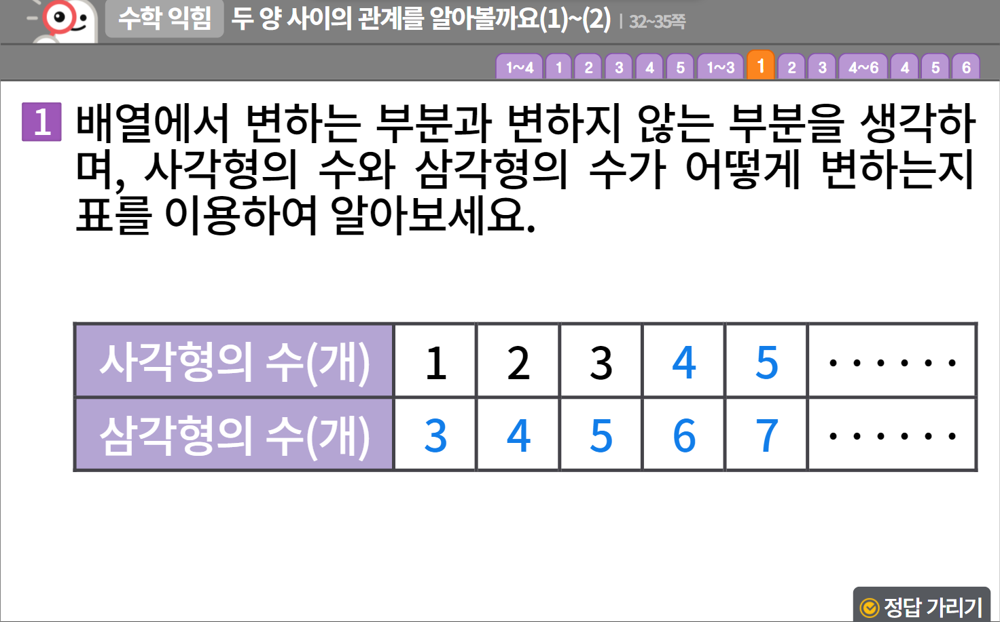 수학 익힘 두 양 사이의 관계를 알아볼까요(1)~(2) | 32~35쪽
1~4 1 2 3 4 5 1~3 1 2 3 4~6 4 5 6
1 배열에서 변하는 부분과 변하지 않는 부분을 생각하
며, 사각형의 수와 삼각형의 수가 어떻게 변하는지
표를 이용하여 알아보세요.
사각형의 수(개) 1 2 3 4 5 ······
삼각형의 수(개) 3 4 5 6 7 ······
정답 가리기